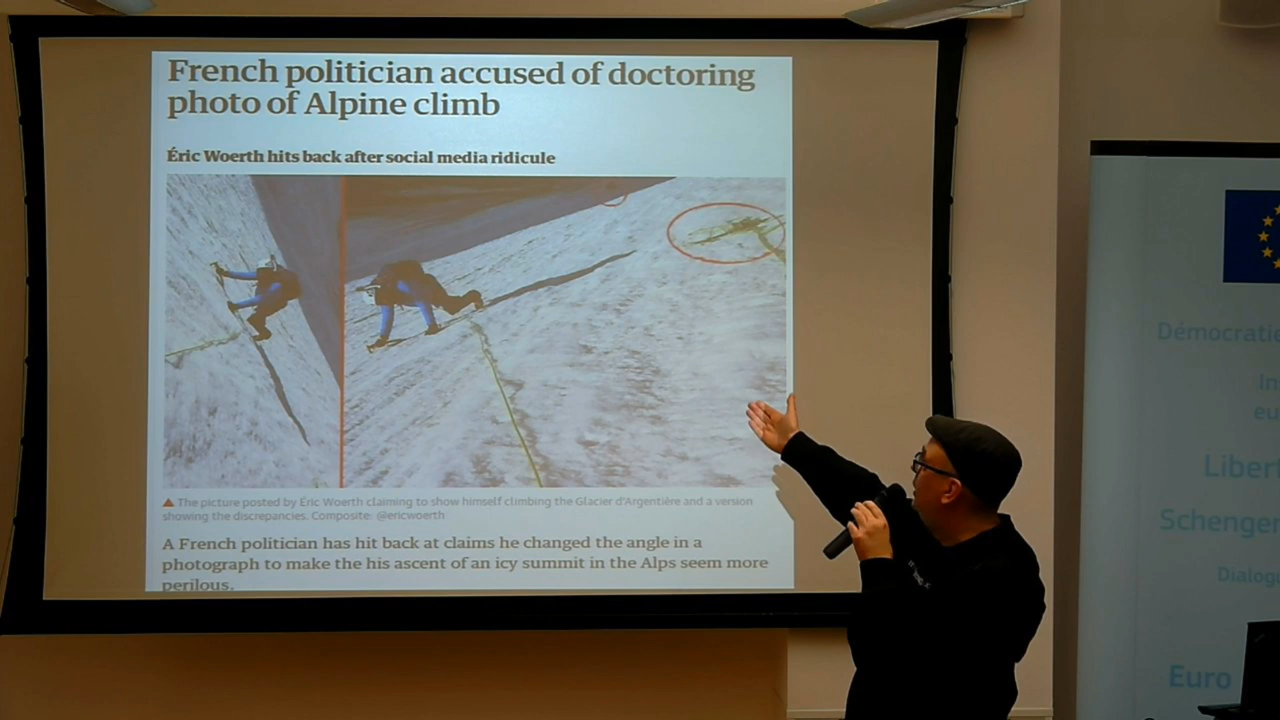 French politician accused of doctoring
photo of Alpine climb
Éric Woerth hits back after social media ridicule
The picture posted by Éric Woerth claiming to show himself climbing the Glacier d'Argentière and a version
showing the discrepancies. Composite: @ericwoerth
A French politician has hit back at claims he changed the angle in a
photograph to make the his ascent of an icy summit in the Alps seem more
perilous.
Démocratie
In
eu
Libert
Schengen
Dialog
Euro